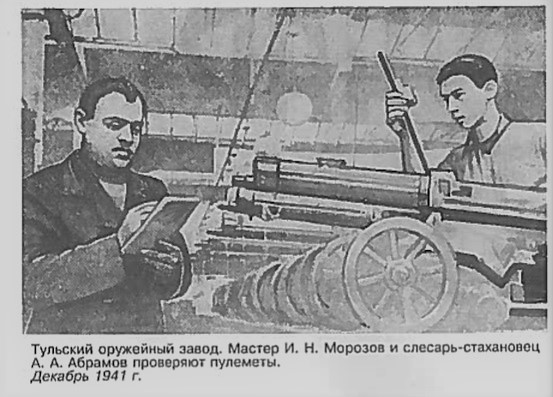 Тульский оружейный завод. Мастер И. Н. Морозов и слесарь-стахановец
А. А. Абрамов проверяют пулеметы.
Декабрь 1941 г.